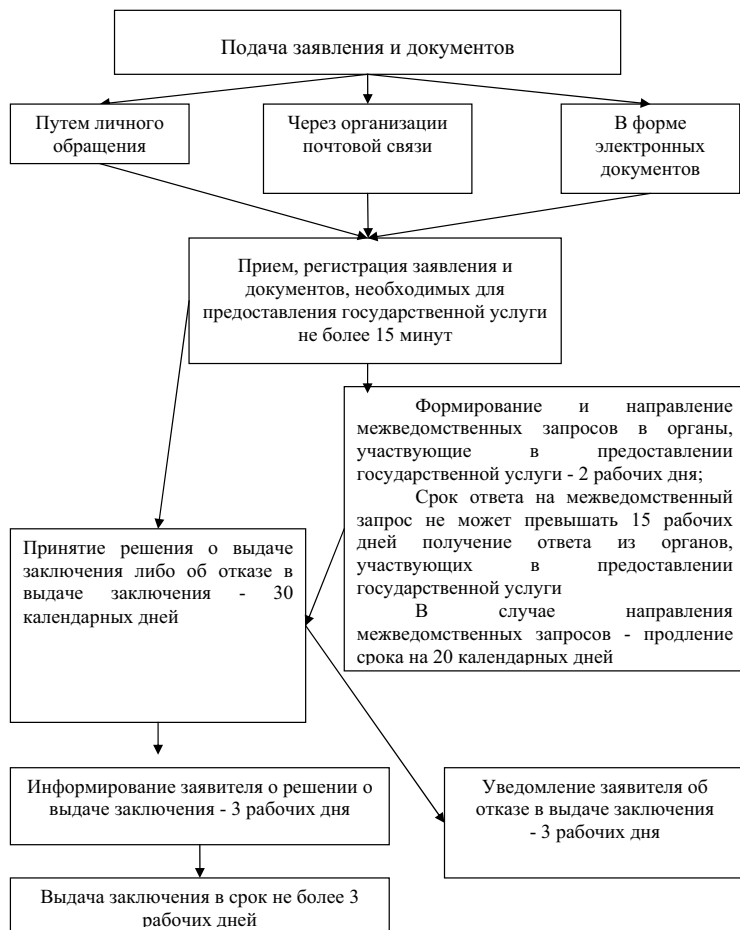 Подача заявления и документов
Путем личного
обращения
Через организации
почтовой связи
В форме
электронных
документов
Прием, регистрация заявления и
документов, необходимых для
предоставления государственной услуги
не более 15 минут
Формирование и направление
межведомственных запросов в органы,
участвующие в предоставлении
государственной услуги - 2 рабочих дня;
Срок ответа на межведомственный
запрос не может превышать 15 рабочих
дней получение ответа из органов,
участвующих в предоставлении
государственной услуги
В случае направления
межведомственных запросов - продление
срока на 20 календарных дней
Принятие решения о выдаче
заключения либо об отказе в
выдаче заключения - 30
календарных дней
Информирование заявителя о решении о
выдаче заключения - 3 рабочих дня
Уведомление заявителя об
отказе в выдаче заключения
- 3 рабочих дня
Выдача заключения в срок не более 3
рабочих дней